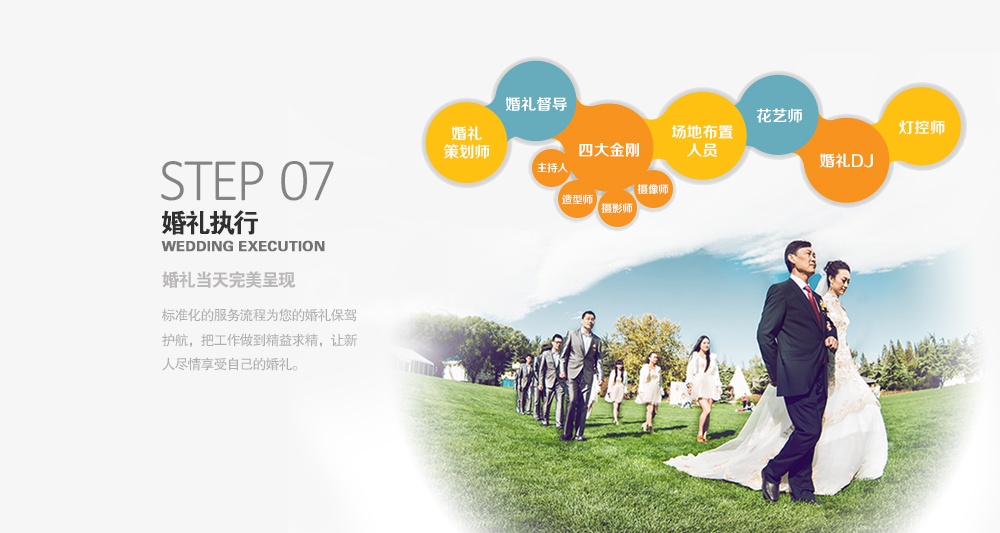 STEP 07
婚礼执行
WEDDING EXECUTION
婚礼当天完美呈现
标准化的服务流程为您的婚礼保驾
护航，把工作做到精益求精，让新
人尽情享受自己的婚礼。
婚礼
策划师
婚礼督导
四大金刚
主持人
造型师
摄影师
摄像师
场地布置
人员
花艺师
婚礼DJ
灯控师